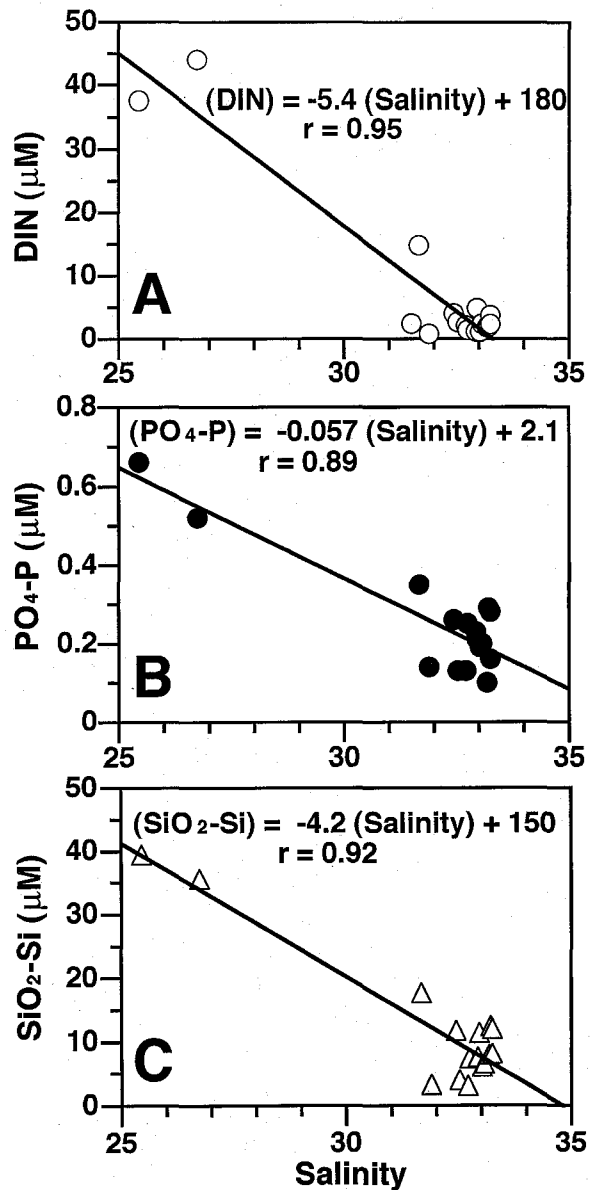 50
40
30
20
10
0
DIN (μM)
(DIN) = -5.4 (Salinity) + 180
r = 0.95
A
25 30 35
0.8
0.6
0.4
0.2
0
PO4-P (μM)
(PO4-P) = -0.057 (Salinity) + 2.1
r = 0.89
B
25 30 35
50
40
30
20
10
0
SiO2-Si (μM)
(SiO2-Si) = -4.2 (Salinity) + 150
r = 0.92
C
25 30 35
Salinity